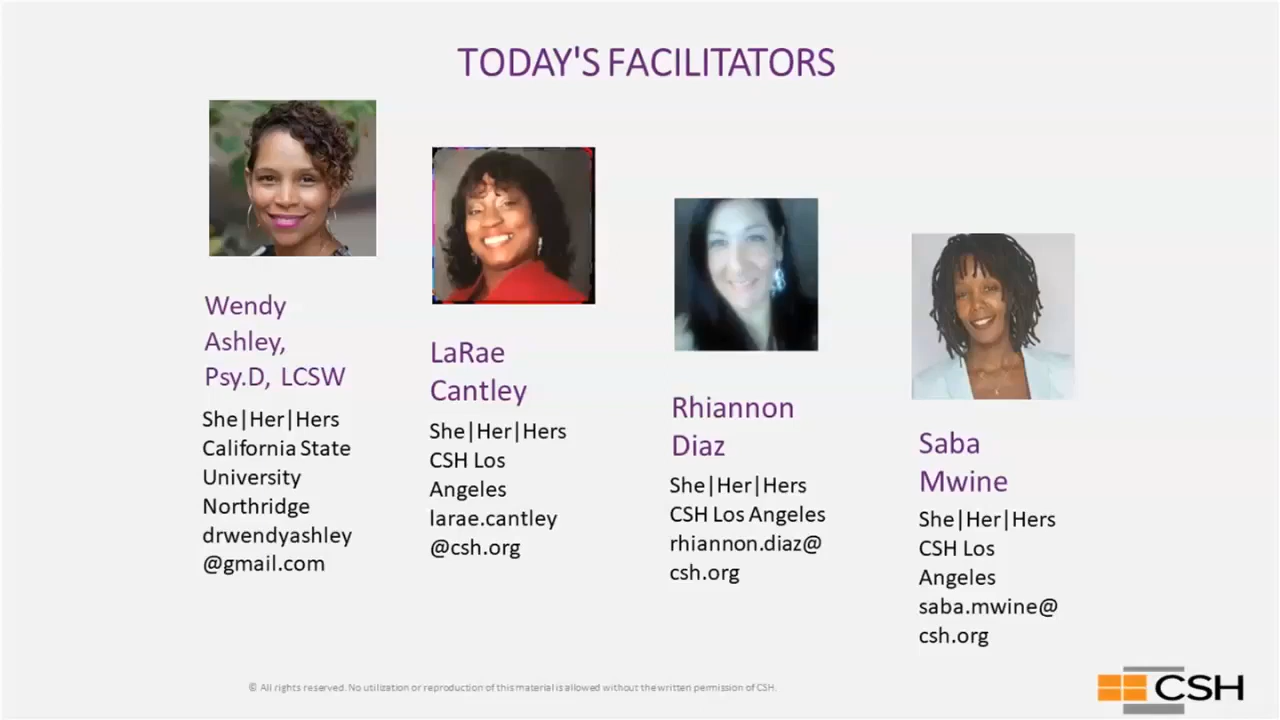 TODAY'S FACILITATORS
Wendy
Ashley,
Psy.D, LCSW
She|Her|Hers
California State
University
Northridge
drwendyashley
@gmail.com
LaRae
Cantley
She|Her|Hers
CSH Los
Angeles
larae.cantley
@csh.org
Rhiannon
Diaz
She|Her|Hers
CSH Los Angeles
rhiannon.diaz@
csh.org
Saba
Mwine
She|Her|Hers
CSH Los
Angeles
saba.mwine@
csh.org
© All rights reserved. No utilization or reproduction of this material is allowed without the written permission of CSH.
CSH